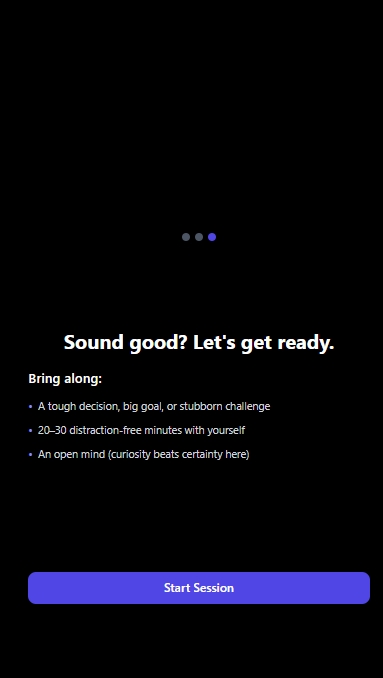 Sound good? Let's get ready.
Bring along:
• A tough decision, big goal, or stubborn challenge
• 20–30 distraction-free minutes with yourself
• An open mind (curiosity beats certainty here)
Start Session